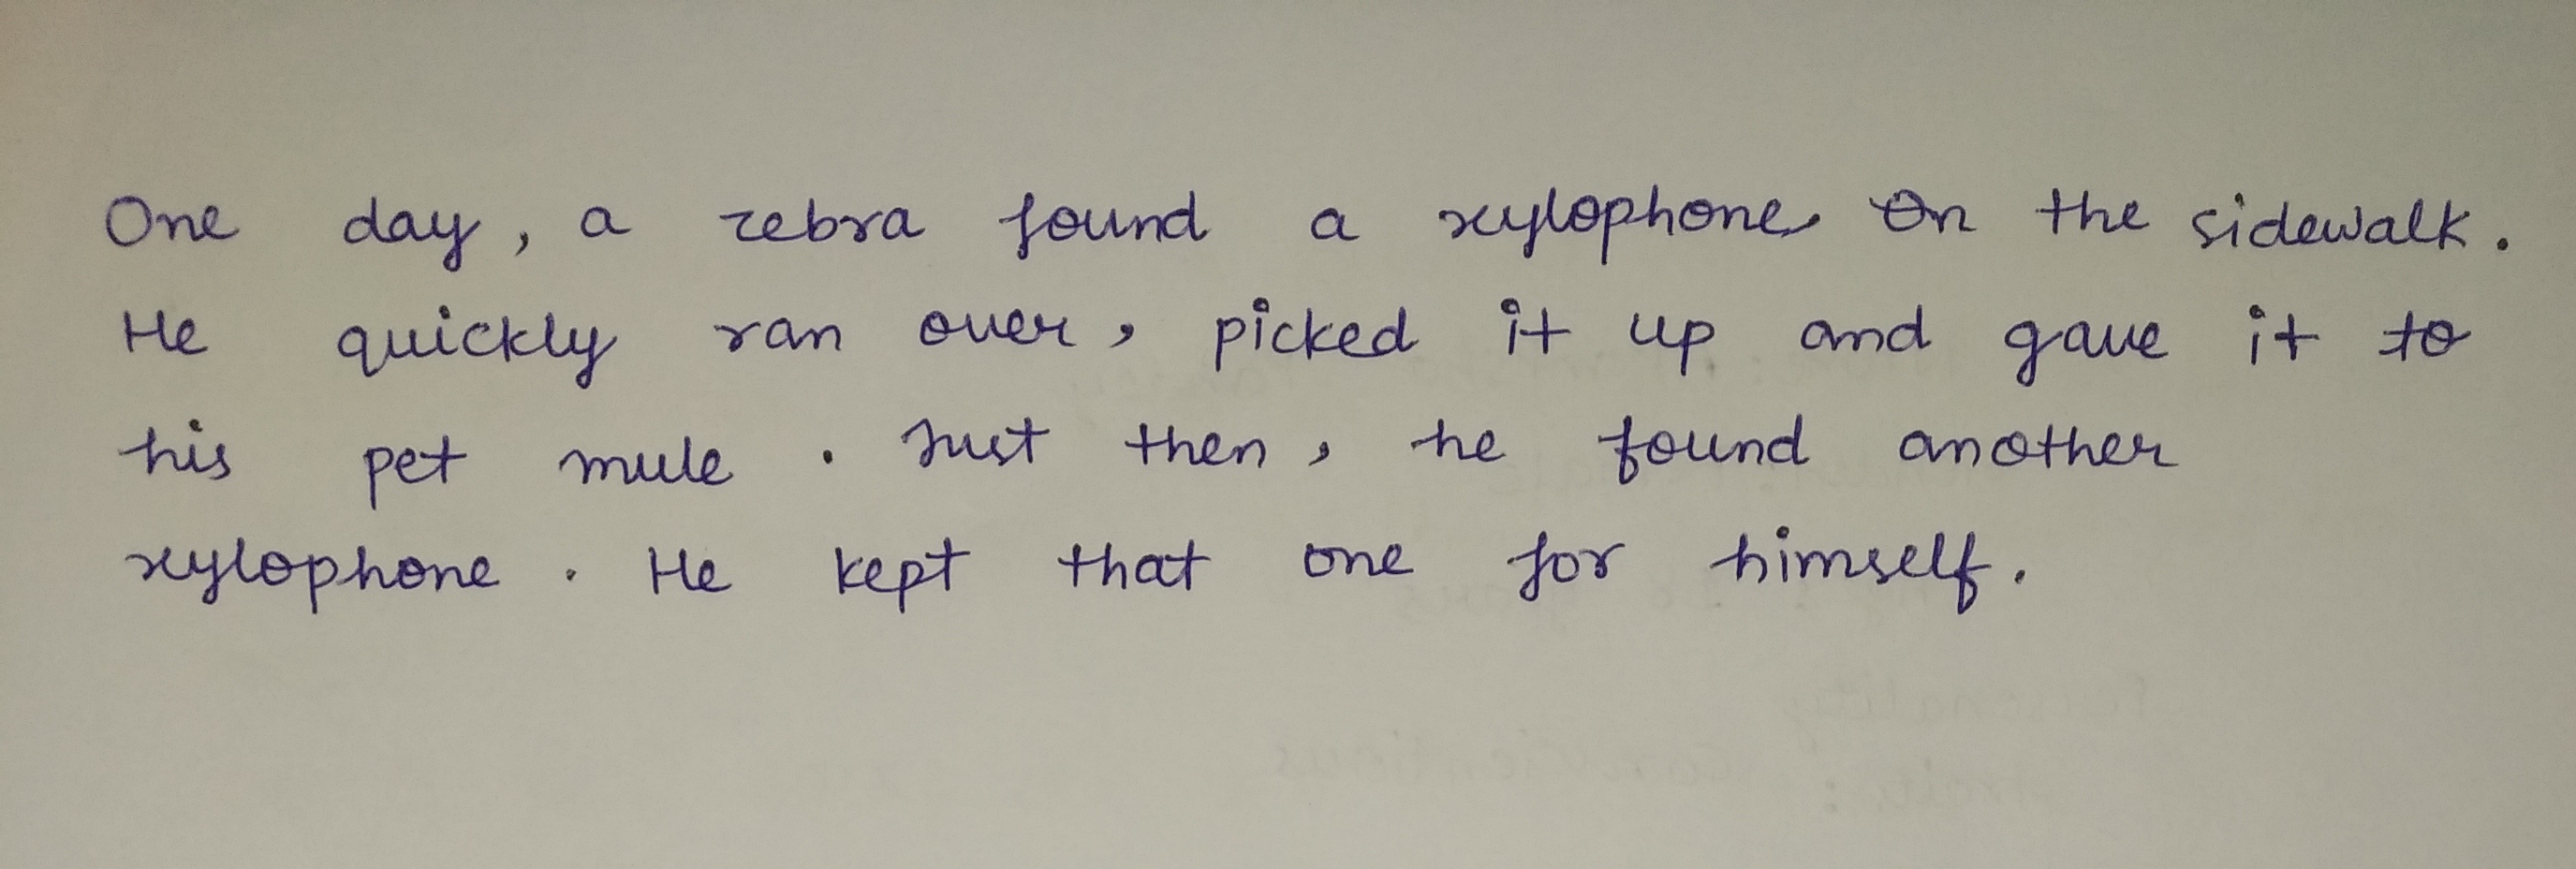 One day, a zebra found a xylophone on the sidewalk.
He quickly ran over, picked it up and gave it to
his pet mule. Just then, he found another
xylophone. He kept that one for himself.